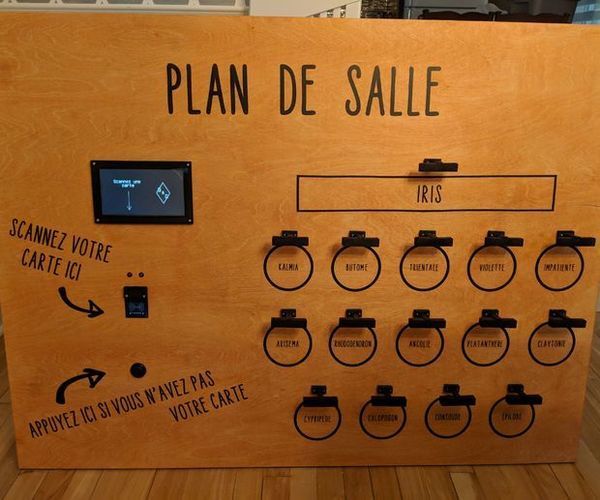 PLAN DE SALLE
Scannez une
carte
IRIS
SCANNEZ VOTRE
CARTE ICI
KALMIA BUTOME TRIENTALE VIOLETTE IMPATIENTE
ARISEMA RHODODENDRON ANCOLIE PLATANTHERE CLAYTONIE
APPUYEZ ICI SI VOUS N'AVEZ PAS
VOTRE CARTE
CYPRIPEDE CALOPOGON EPILOBE